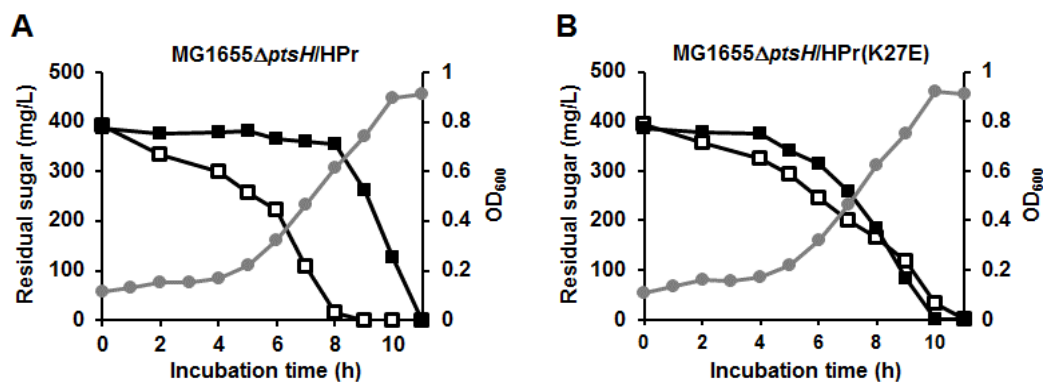 A
MG1655ΔptsH/HPr
500
400
300
200
100
0
Residual sugar (mg/L)
1
0.8
0.6
0.4
0.2
0
OD600
0 2 4 6 8 10
Incubation time (h)
B
MG1655ΔptsH/HPr(K27E)
500
400
300
200
100
0
Residual sugar (mg/L)
1
0.8
0.6
0.4
0.2
0
OD600
0 2 4 6 8 10
Incubation time (h)